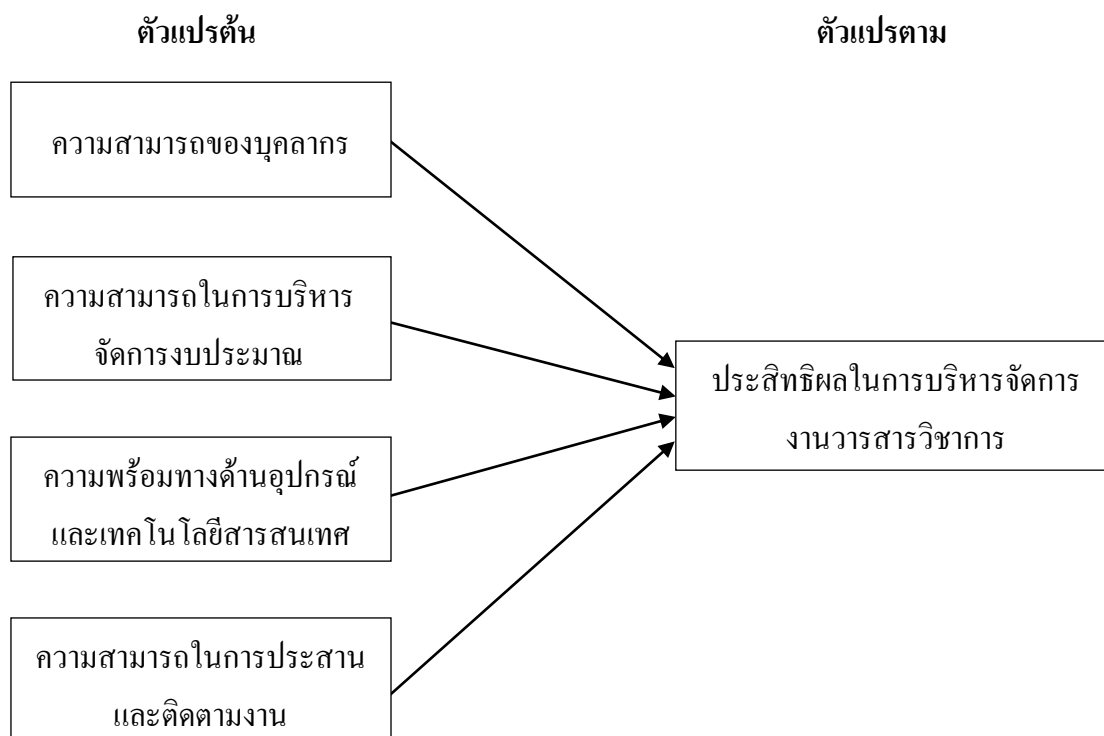 ตัวแปรต้น
ตัวแปรตาม
ความสามารถของบุคลากร
ความสามารถในการบริหาร
จัดการงบประมาณ
ประสิทธิผลในการบริหารจัดการ
งานวารสารวิชาการ
ความพร้อมทางด้านอุปกรณ์
และเทคโนโลยีสารสนเทศ
ความสามารถในการประสาน
และติดตามงาน